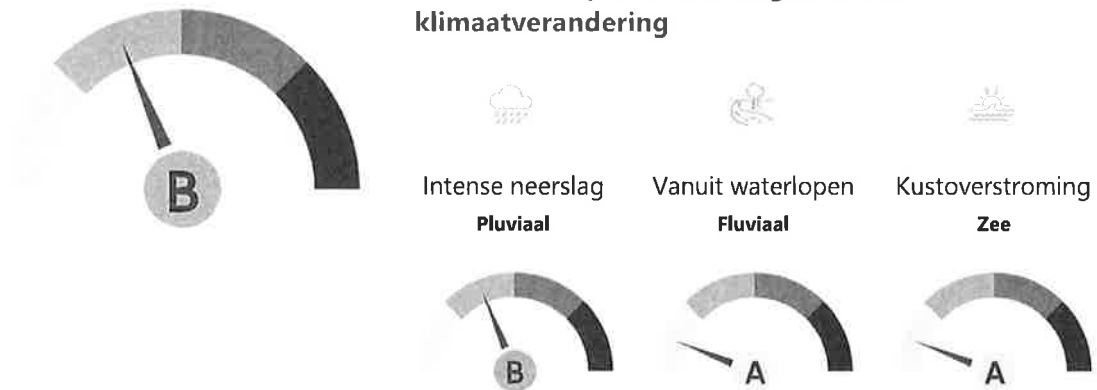 klimaatverandering
B
Intense neerslag
Vanuit waterlopen
Kustoverstroming
Pluviaal
Fluviaal
Zee
B
A
A